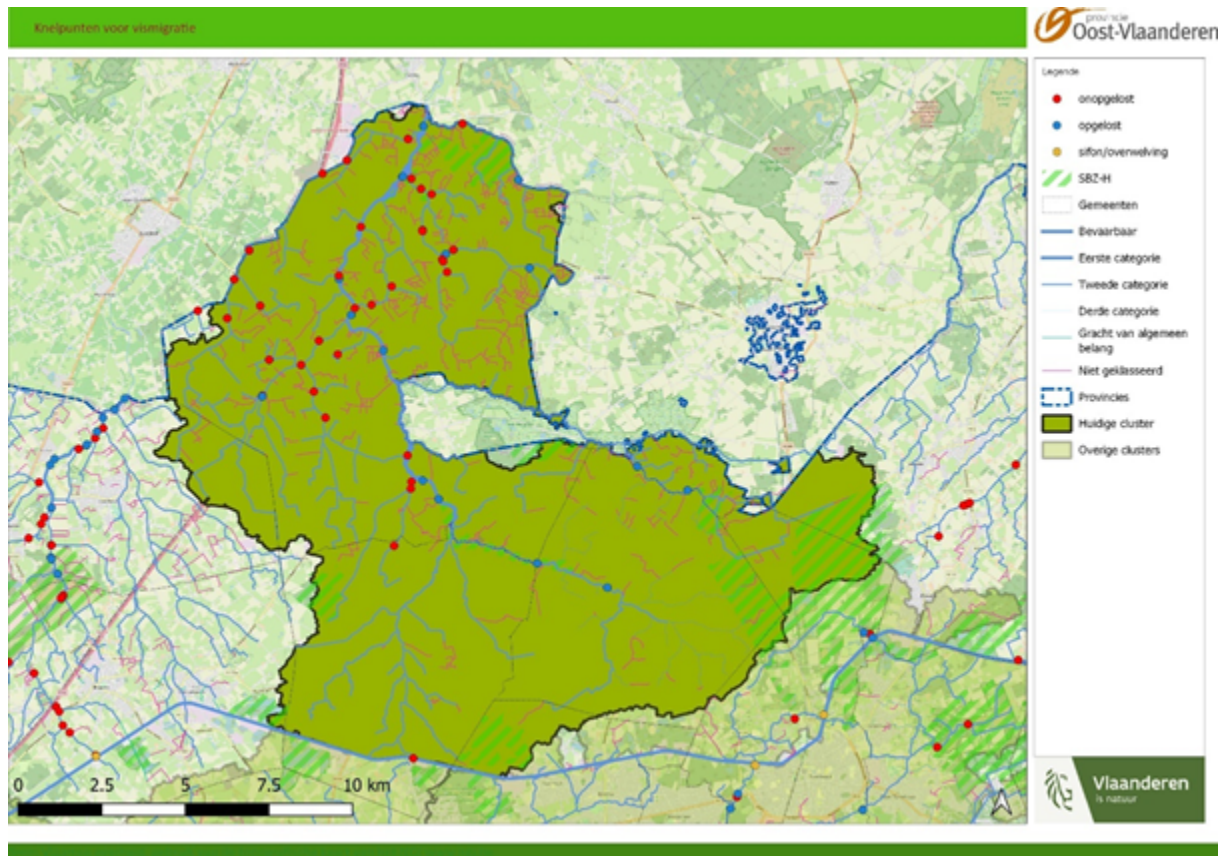 Knelpunten voor vismigratie
provincie
Oost-Vlaanderen
Legende
onopgelost
opgelost
sifon/overwelving
SBZ-H
Gemeenten
Bevaarbaar
Eerste categorie
Tweede categorie
Derde categorie
Gracht van algemeen
belang
Niet geklasseerd
Provincies
Huidige cluster
Overige clusters
0 2.5 5 7.5 10 km
Vlaanderen
is natuur